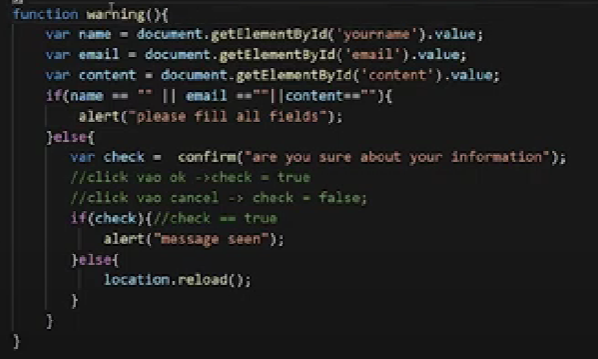 function warning(){
var name = document.getElementById('yourname').value;
var email = document.getElementById('email').value;
var content = document.getElementById('content').value;
if(name == "" || email ==""||content==""){
alert("please fill all fields");
}else{
var check =  confirm("are you sure about your information");
//click vao ok ->check = true
//click vao cancel -> check = false;
if(check){//check == true
alert("message seen");
}else{
location.reload();
}
}
}